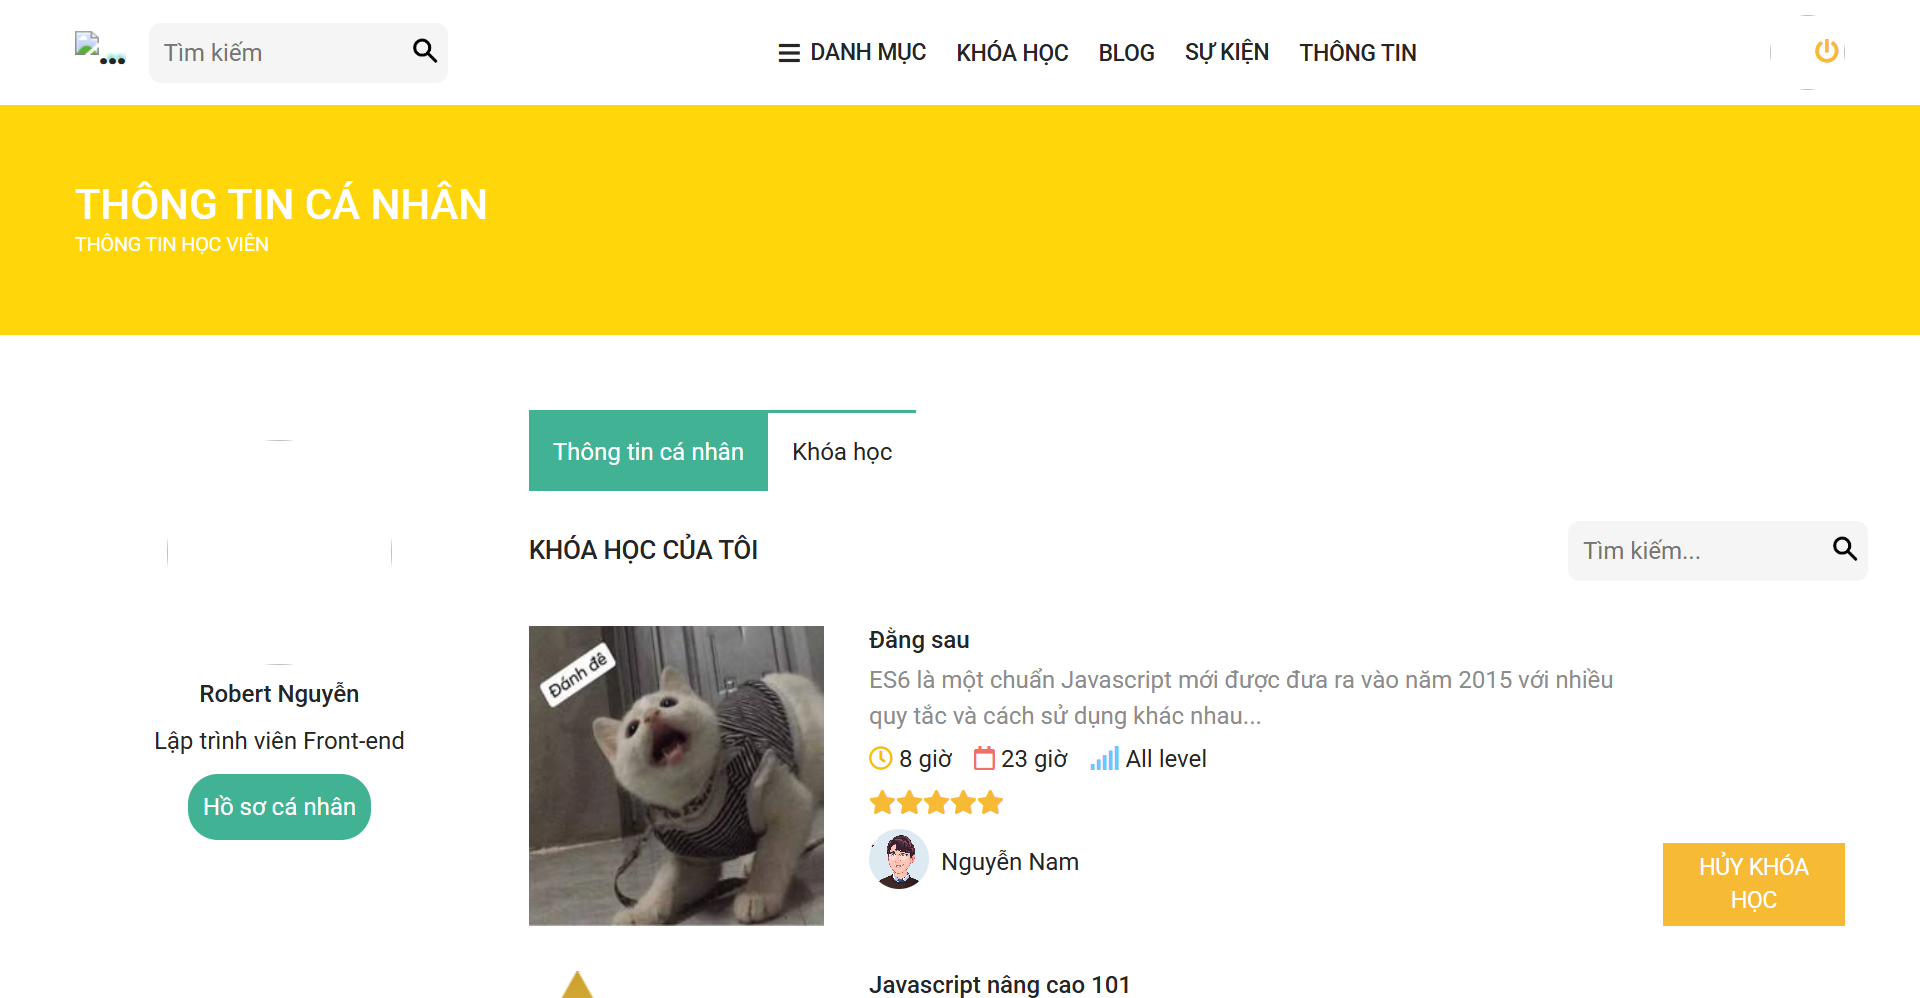 ...
Tìm kiếm
DANH MỤC
KHÓA HỌC
BLOG
SỰ KIỆN
THÔNG TIN
THÔNG TIN CÁ NHÂN
THÔNG TIN HỌC VIÊN
Thông tin cá nhân
Khóa học
Robert Nguyễn
Lập trình viên Front-end
Hồ sơ cá nhân
KHÓA HỌC CỦA TÔI
Tìm kiếm...
Đánh đê
Đằng sau
ES6 là một chuẩn Javascript mới được đưa ra vào năm 2015 với nhiều
quy tắc và cách sử dụng khác nhau...
8 giờ
23 giờ
All level
Nguyễn Nam
HỦY KHÓA
HỌC
Javascript nâng cao 101